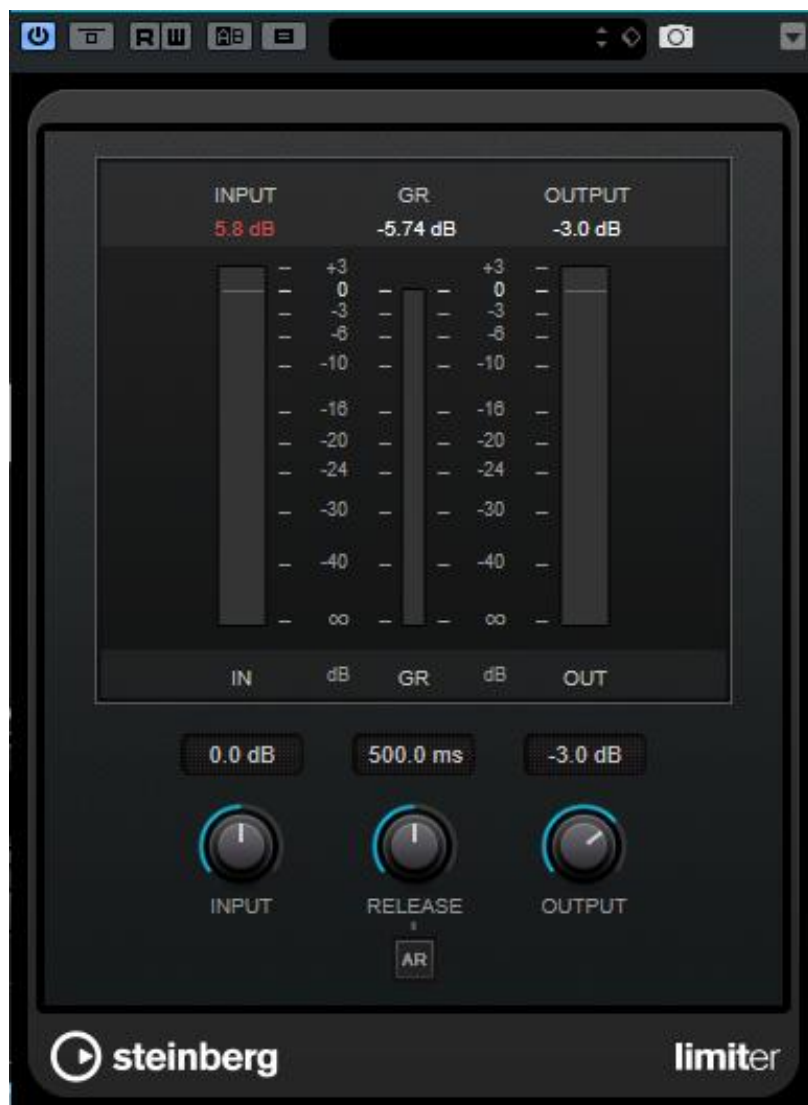 R W A B
INPUT GR OUTPUT
5.8 dB -5.74 dB -3.0 dB
+3 +3
0 0
-3 -3
-6 -6
-10 -10
-16 -16
-20 -20
-24 -24
-30 -30
-40 -40
∞ ∞
IN dB GR dB OUT
0.0 dB 500.0 ms -3.0 dB
INPUT RELEASE OUTPUT
AR
steinberg limiter